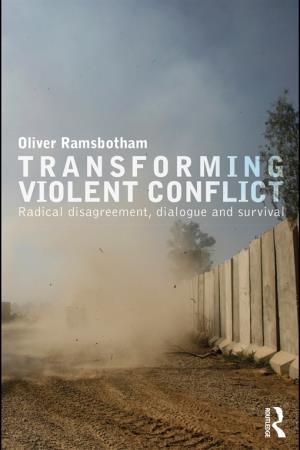 Oliver Ramsbotham
TRANSFORMING
VIOLENT CONFLICT
Radical disagreement, dialogue and survival
R
ROUTLEDGE